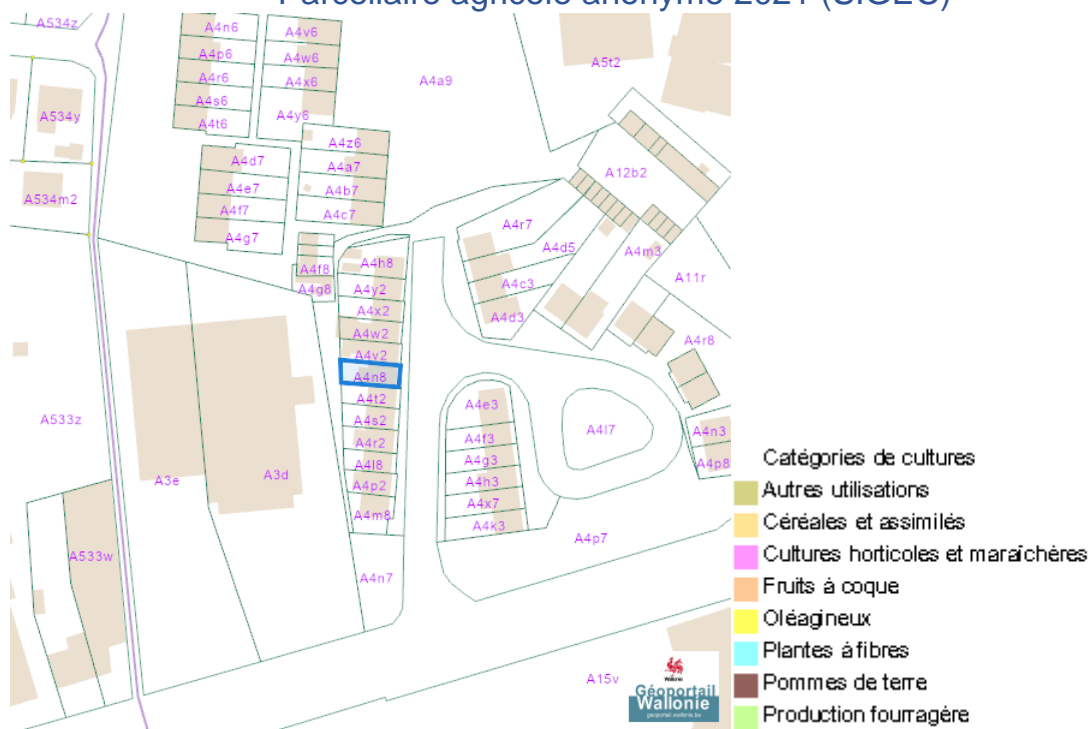 Parcellaire agricole anonyme 2021 (SIGEC)
A534z
A4n6
A4v6
A4p6
A4w6
A5t2
A4r6
A4x6
A4a9
A4s6
A4y6
A4t6
A534y
A4z6
A4d7
A4a7
A12b2
A4e7
A4b7
A534m2
A4f7
A4c7
A4r7
A4g7
A4d5
A4m3
A4h8
A4f8
A11r
A4g8
A4y2
A4c3
A4x2
A4d3
A4w2
A4r8
A4v2
A4n8
A4t2
A4e3
A533z
A4s2
A4l7
A4n3
A4r2
A4f3
A4l8
A4g3
A4p8
A3e
A3d
A4p2
A4h3
A4m8
A4x7
A4k3
A4p7
A533w
A4n7
A15v
Wallonie
Géoportail
Wallonie
geoportail.wallonie.be
Catégories de cultures
Autres utilisations
Céréales et assimilés
Cultures horticoles et maraîchères
Fruits à coque
Oléagineux
Plantes à fibres
Pommes de terre
Production fourragère